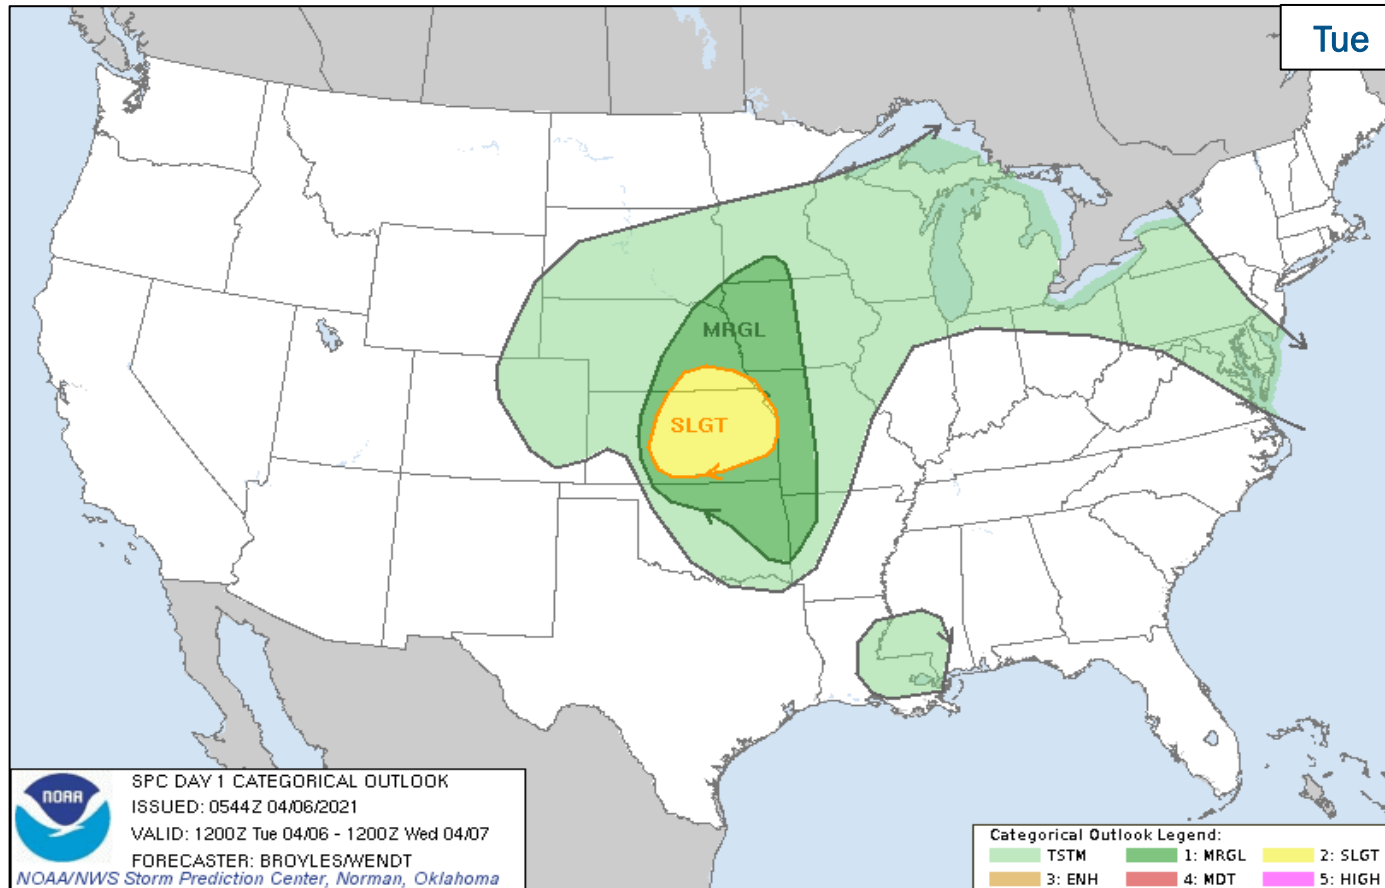 Tue
MRGL
SLGT
NOAA
SPC DAY 1 CATEGORICAL OUTLOOK
ISSUED: 0544Z 04/06/2021
VALID: 1200Z Tue 04/06 - 1200Z Wed 04/07
FORECASTER: BROYLES/WENDT
NOAA/NWS Storm Prediction Center, Norman, Oklahoma
Categorical Outlook Legend:
TSTM 1: MRGL 2: SLGT
3: ENH 4: MDT 5: HIGH